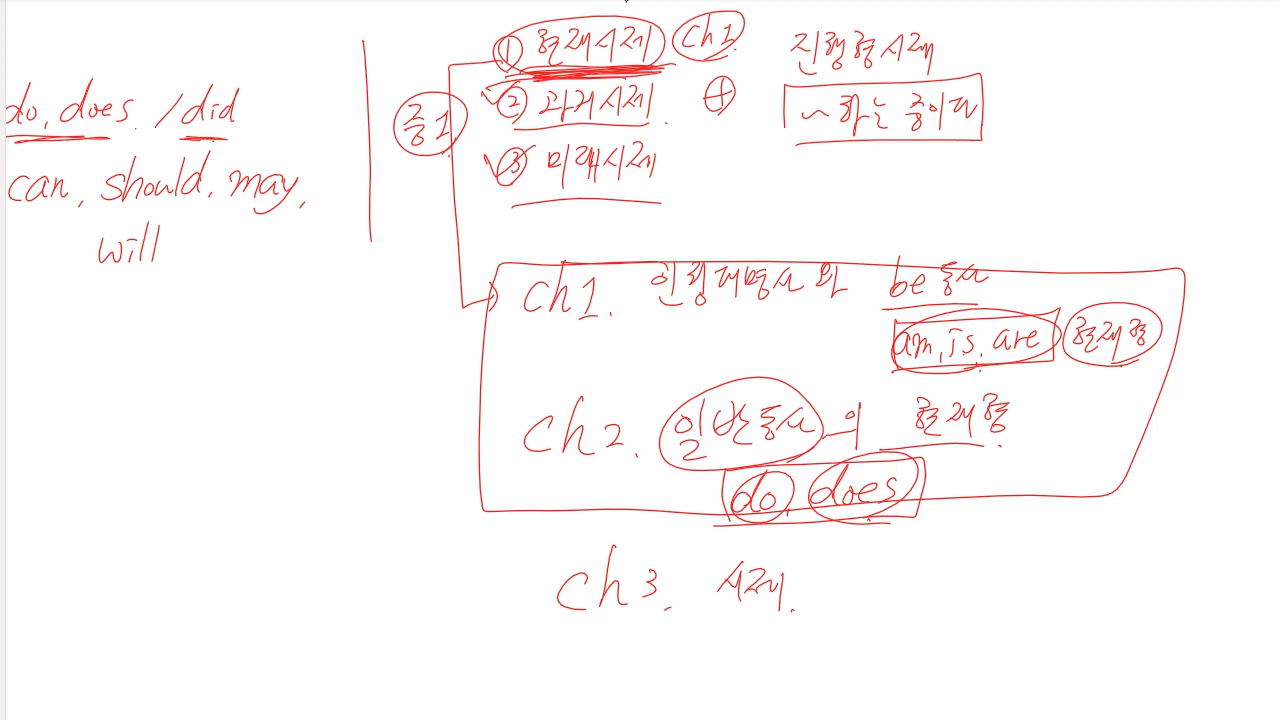 do, does / did
can, should, may,
will
중1
① 현재시제 ch1
② 과거시제
③ 미래시제
+
진행형시제
~하는 중이다
ch1. 인칭대명사와 be동사
am, is, are 현재형
ch2. 일반동사의 현재형
do, does
ch3. 시제.